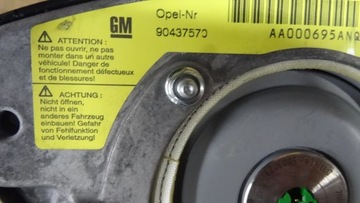 GM
Opel-Nr
90437570
AA000695ANQ
ATTENTION :
Ne pas ouvrir, ne pas
monter dans un autre
véhicule! Danger de
fonctionnement défectueux
et de blessures!
ACHTUNG :
Nicht öffnen,
nicht in ein
anderes Fahrzeug
einbauen! Gefahr
von Fehlfunktion
und Verletzung!